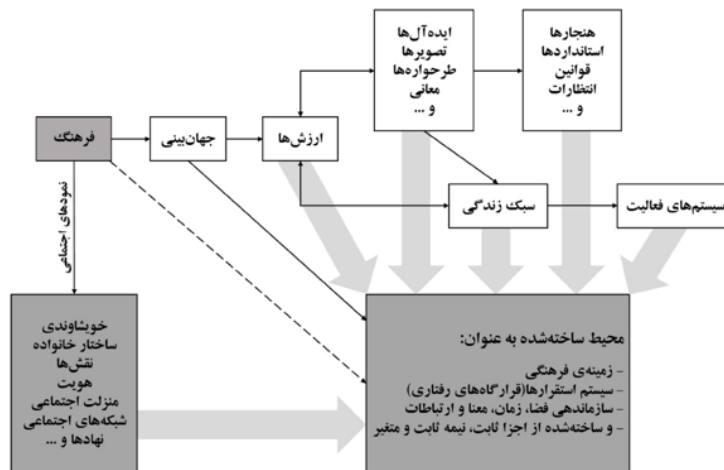 ایده‌آل‌ها
تصویرها
طرحواره‌ها
معانی
و ...
هنجارها
استانداردها
قوانین
انتظارات
و ...
فرهنگ
جهان‌بینی
ارزش‌ها
سبک زندگی
سیستم‌های فعالیت
نمودهای اجتماعی
خویشاوندی
ساختار خانواده
نقش‌ها
هویت
منزلت اجتماعی
شبکه‌های اجتماعی
نهادها و ...
محیط ساخته‌شده به عنوان:
- زمینه‌ی فرهنگی
- سیستم استقرارها(قرارگاه‌های رفتاری)
- سازماندهی فضا، زمان، معنا و ارتباطات
- و ساخته‌شده از اجزا ثابت، نیمه ثابت و متغیر